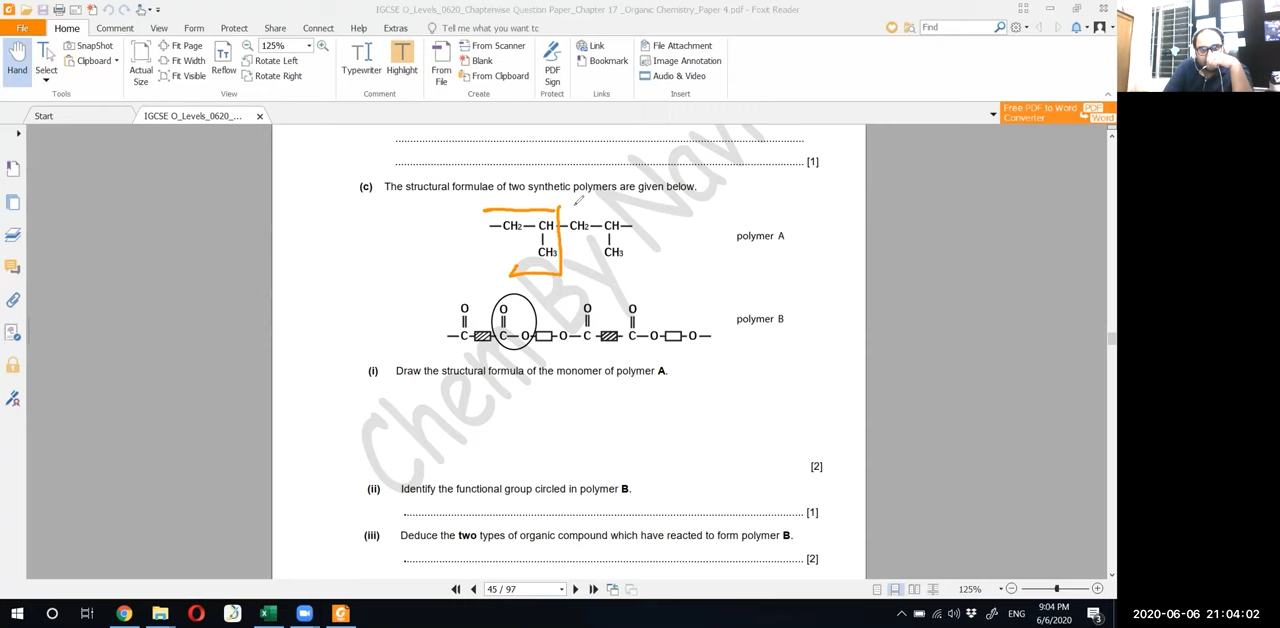 IGCSE O_Levels_0620_Chapterwise Question Paper_Chapter 17 _Organic Chemistry_Paper 4.pdf - Foxit Reader
File Home Comment View Form Protect Share Connect Help Extras Tell me what you want to Find
Hand Select SnapShot Clipboard Tools
Actual Size Fit Page Fit Width Fit Visible Reflow 125% Rotate Left Rotate Right View
Typewriter Highlight Comment
From File From Scanner Blank From Clipboard Create
PDF Sign Protect
Link Bookmark Links
File Attachment Image Annotation Audio & Video Insert
Start IGCSE O_Levels_0620_...
Free PDF to Word Converter PDF Word
Chem By Navi
[1]
(c) The structural formulae of two synthetic polymers are given below.
—CH2—CH—CH2—CH—
CH3 CH3
polymer A
O O O O
—C C—O O—C C—O O—
polymer B
(i) Draw the structural formula of the monomer of polymer A.
[2]
(ii) Identify the functional group circled in polymer B.
[1]
(iii) Deduce the two types of organic compound which have reacted to form polymer B.
[2]
45 / 97 125%
ENG 9:04 PM 6/6/2020 3
2020-06-06 21:04:02